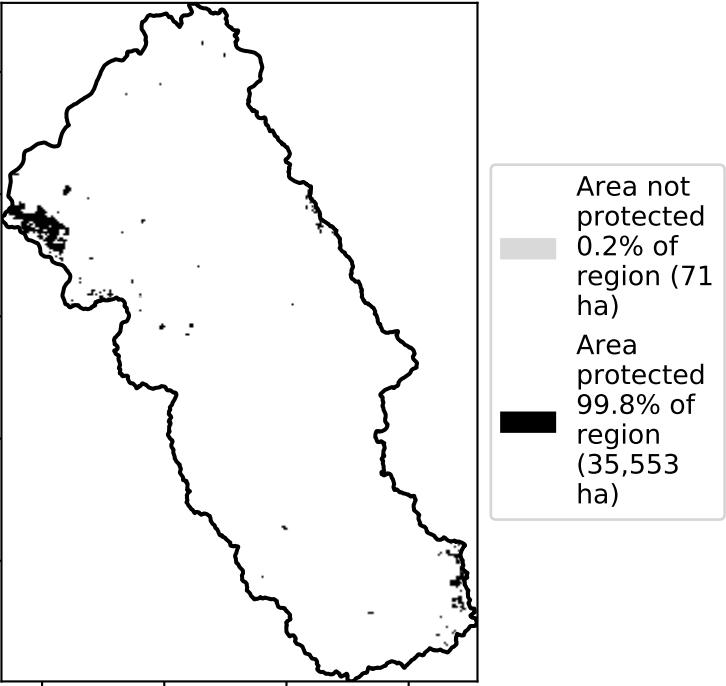 Area not
protected
0.2% of
region (71
ha)
Area
protected
99.8% of
region
(35,553
ha)